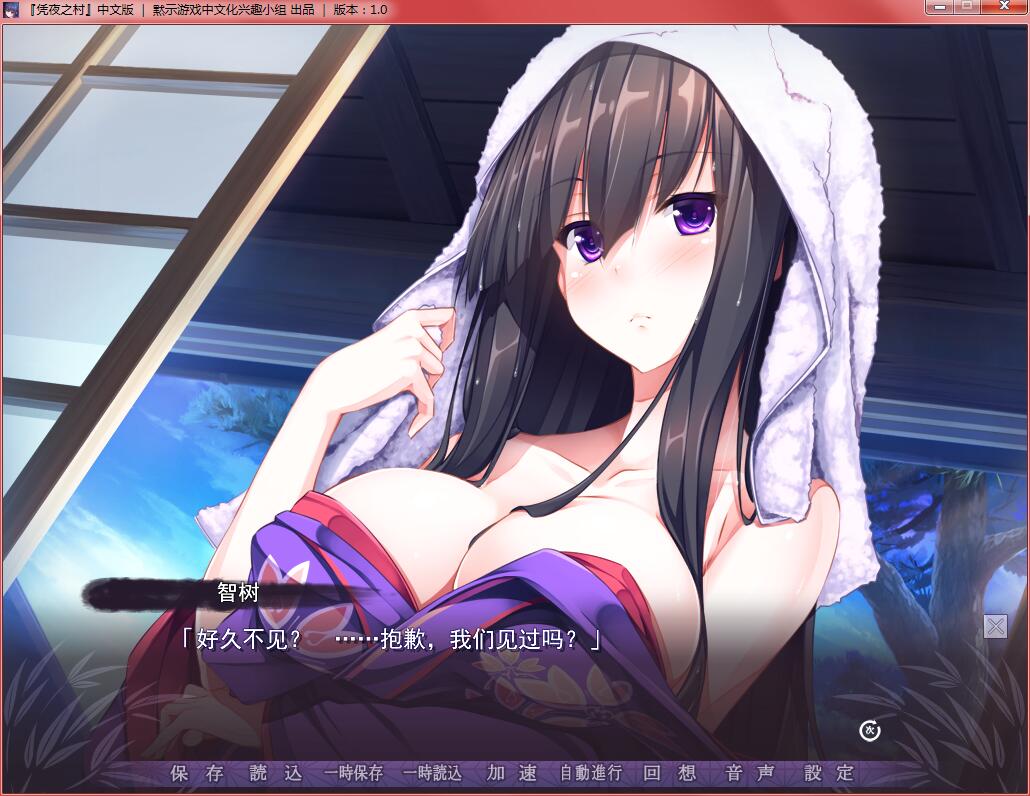 『凭夜之村』中文版 | 黙示游戏中文化兴趣小组 出品 | 版本：1.0
智树
「好久不见？ ……抱歉，我们见过吗？」
次
保存 読込 一時保存 一時読込 加速 自動進行 回想 音声 設定